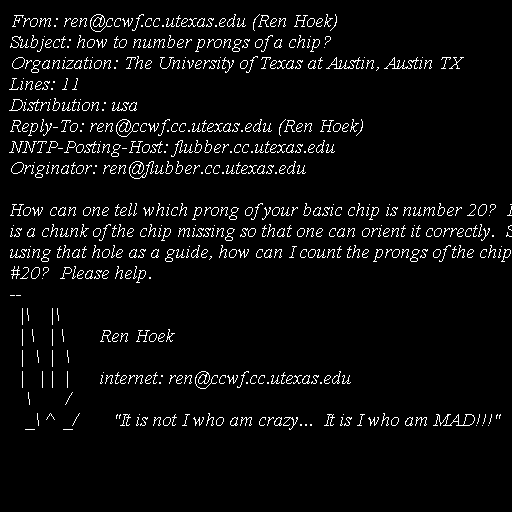 From: ren@ccwf.cc.utexas.edu (Ren Hoek)
Subject: how to number prongs of a chip?
Organization: The University of Texas at Austin, Austin TX
Lines: 11
Distribution: usa
Reply-To: ren@ccwf.cc.utexas.edu (Ren Hoek)
NNTP-Posting-Host: flubber.cc.utexas.edu
Originator: ren@flubber.cc.utexas.edu

How can one tell which prong of your basic chip is number 20?
is a chunk of the chip missing so that one can orient it correctly.
using that hole as a guide, how can I count the prongs of the chip
#20?  Please help.
--
  |\    |\
  | \   | \       Ren Hoek
  |  \  |  \
  |   | |  |      internet: ren@ccwf.cc.utexas.edu
   \       /
   _\ ^  _/       "It is not I who am crazy...  It is I who am MAD!!!"